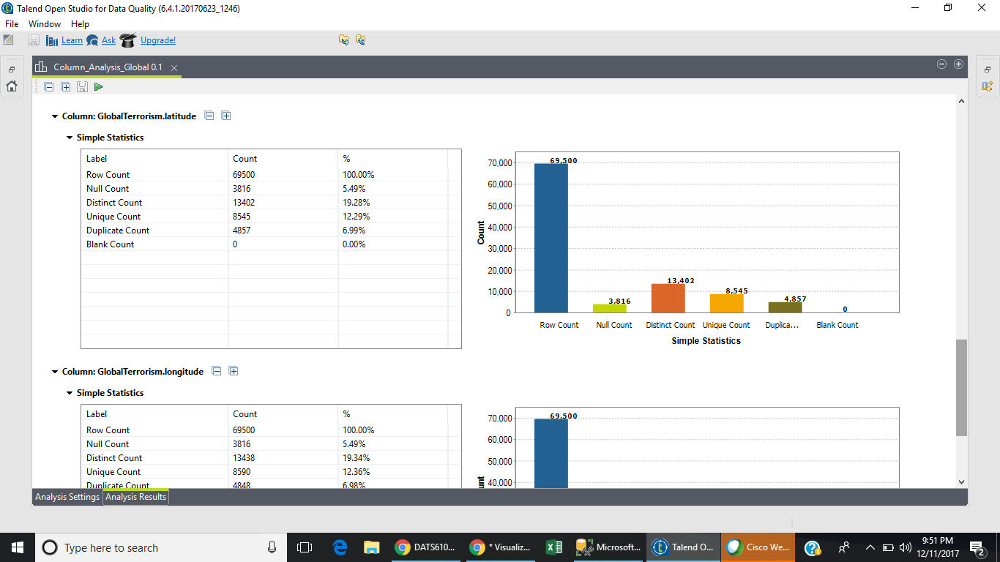 Talend Open Studio for Data Quality (6.4.1.20170623_1246)
File Window Help
Learn Ask Upgrade!
Column_Analysis_Global 0.1
Column: GlobalTerrorism.latitude
Simple Statistics
Label Count %
Row Count 69500 100.00%
Null Count 3816 5.49%
Distinct Count 13402 19.28%
Unique Count 8545 12.29%
Duplicate Count 4857 6.99%
Blank Count 0 0.00%
70,000
60,000
50,000
40,000
30,000
20,000
10,000
0
Count
69,500
3,816
13,402
8,545
4,857
0
Row Count Null Count Distinct Count Unique Count Duplica... Blank Count
Simple Statistics
Column: GlobalTerrorism.longitude
Simple Statistics
Label Count %
Row Count 69500 100.00%
Null Count 3816 5.49%
Distinct Count 13438 19.34%
Unique Count 8590 12.36%
Duplicate Count 4848 6.98%
70,000
60,000
50,000
40,000
unt
69,500
Analysis Settings Analysis Results
Type here to search
DATS610...
* Visualiz...
Microsoft...
Talend O...
Cisco We...
9:51 PM
12/11/2017
2